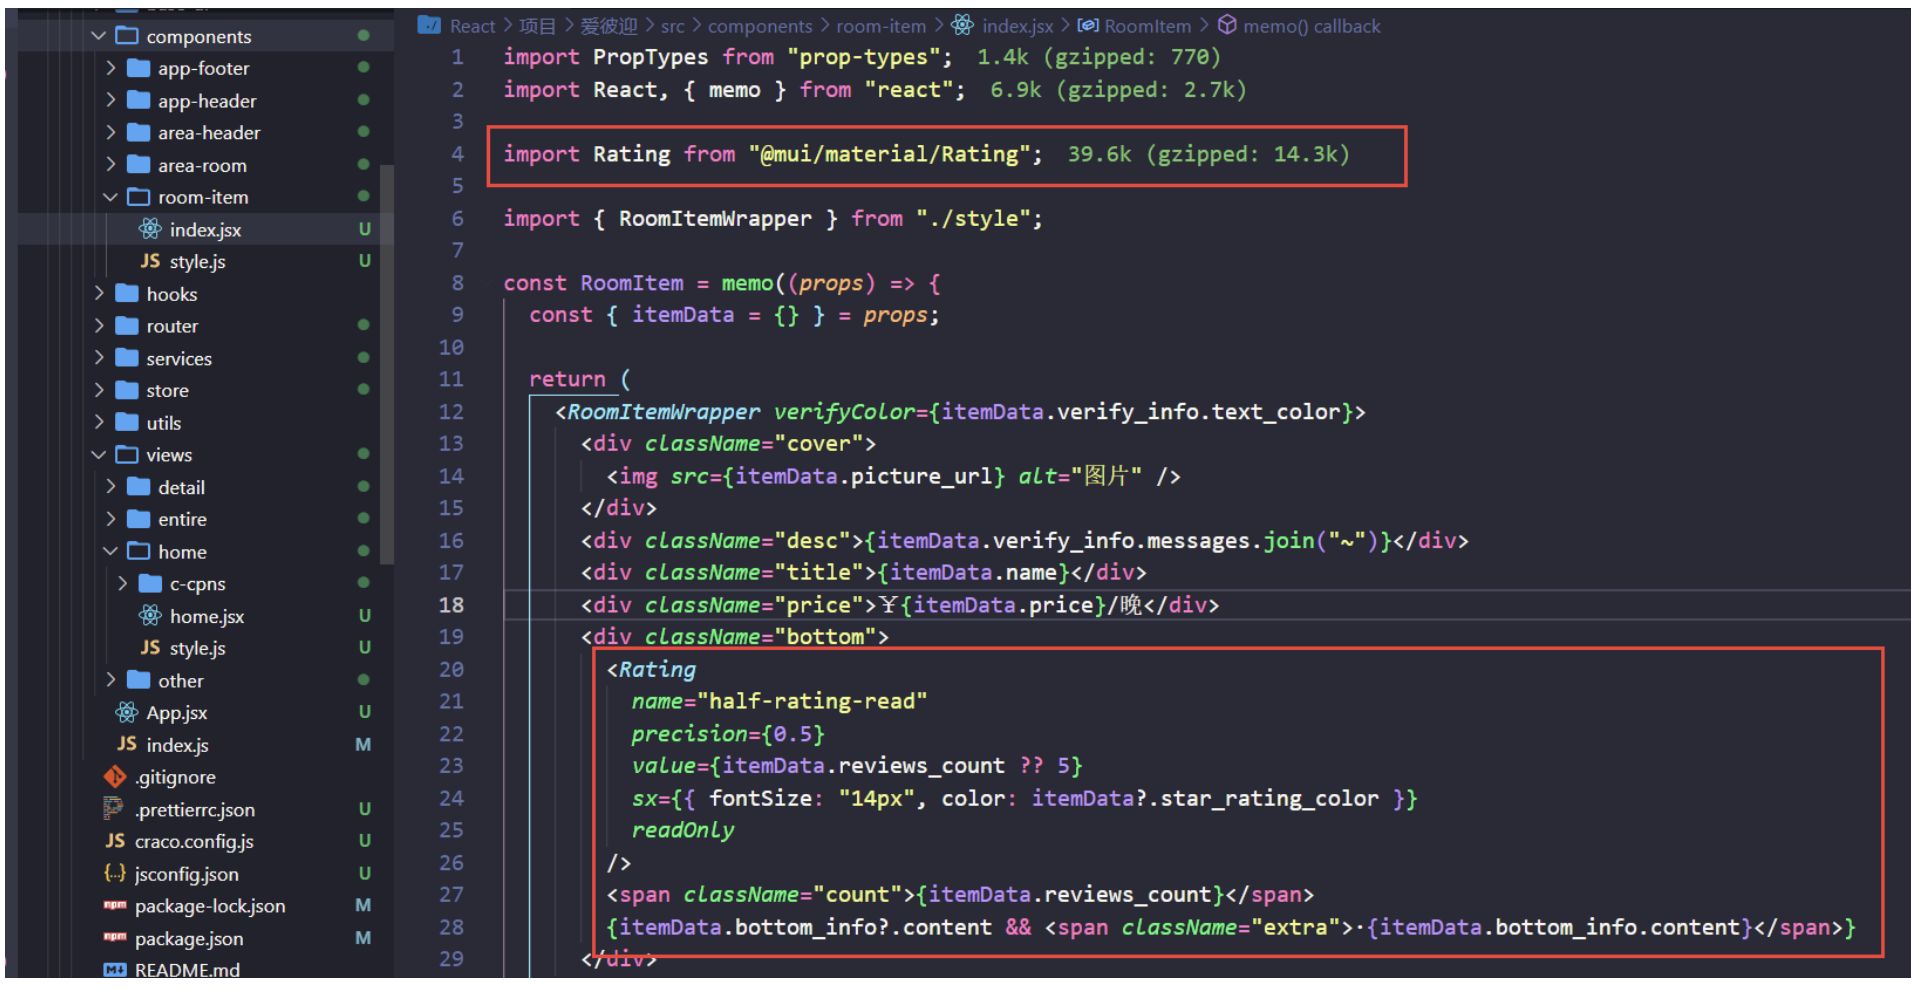 components
app-footer
app-header
area-header
area-room
room-item
index.jsx U
JS style.js U
hooks
router
services
store
utils
views
detail
entire
home
c-cpns
home.jsx U
JS style.js U
other
App.jsx U
JS index.js M
.gitignore
.prettierrc.json U
JS craco.config.js U
{..} jsconfig.json U
npm package-lock.json M
npm package.json M
M↓ README.md
React > 项目 > 爱彼迎 > src > components > room-item > index.jsx > RoomItem > memo() callback
1 import PropTypes from "prop-types"; 1.4k (gzipped: 770)
2 import React, { memo } from "react"; 6.9k (gzipped: 2.7k)
3
4 import Rating from "@mui/material/Rating"; 39.6k (gzipped: 14.3k)
5
6 import { RoomItemWrapper } from "./style";
7
8 const RoomItem = memo((props) => {
9 const { itemData = {} } = props;
10
11 return (
12 <RoomItemWrapper verifyColor={itemData.verify_info.text_color}>
13 <div className="cover">
14 <img src={itemData.picture_url} alt="图片" />
15 </div>
16 <div className="desc">{itemData.verify_info.messages.join("~")}</div>
17 <div className="title">{itemData.name}</div>
18 <div className="price">¥{itemData.price}/晚</div>
19 <div className="bottom">
20 <Rating
21 name="half-rating-read"
22 precision={0.5}
23 value={itemData.reviews_count ?? 5}
24 sx={{ fontSize: "14px", color: itemData?.star_rating_color }}
25 readOnly
26 />
27 <span className="count">{itemData.reviews_count}</span>
28 {itemData.bottom_info?.content && <span className="extra">·{itemData.bottom_info.content}</span>}
29 </div>